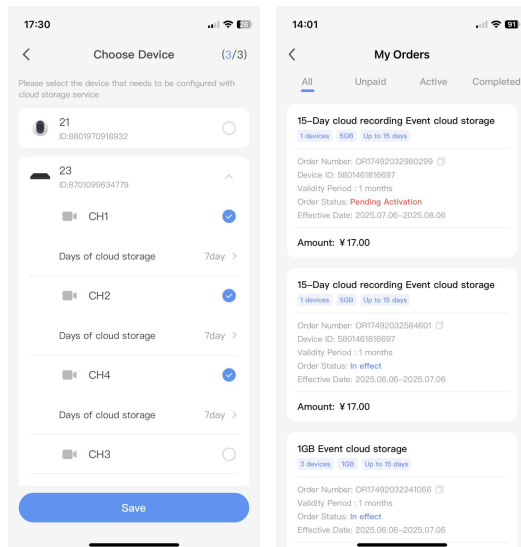 17:30
Choose Device
(3/3)
Please select the device that needs to be configured with
cloud storage service
21
ID:8801970918932
23
ID:8701099634779
CH1
Days of cloud storage 7day
CH2
Days of cloud storage 7day
CH4
Days of cloud storage 7day
CH3
Save
14:01
91
My Orders
All Unpaid Active Completed
15-Day cloud recording Event cloud storage
1 devices 5GB Up to 15 days
Order Number: OR17492032980299
Device ID: 5801461816697
Validity Period : 1 months
Order Status: Pending Activation
Effective Date: 2025.07.06-2025.08.06
Amount: ¥17.00
15-Day cloud recording Event cloud storage
1 devices 5GB Up to 15 days
Order Number: OR17492032584601
Device ID: 5801461816697
Validity Period : 1 months
Order Status: In effect
Effective Date: 2025.06.06-2025.07.06
Amount: ¥17.00
1GB Event cloud storage
3 devices 1GB Up to 15 days
Order Number: OR17492032241066
Validity Period : 1 months
Order Status: In effect
Effective Date: 2025.06.06-2025.07.06